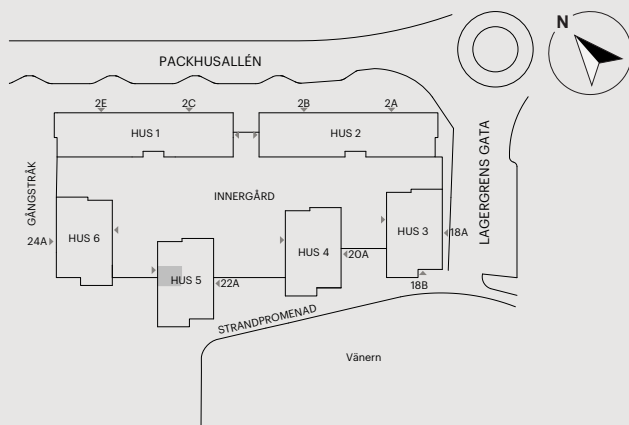 N
PACKHUSALLÉN
2E
2C
2B
2A
HUS 1
HUS 2
LAGERGRENS GATA
GÅNGSTRÅK
INNERGÅRD
24A
HUS 6
HUS 3
18A
HUS 4
20A
HUS 5
22A
18B
STRANDPROMENAD
Vänern